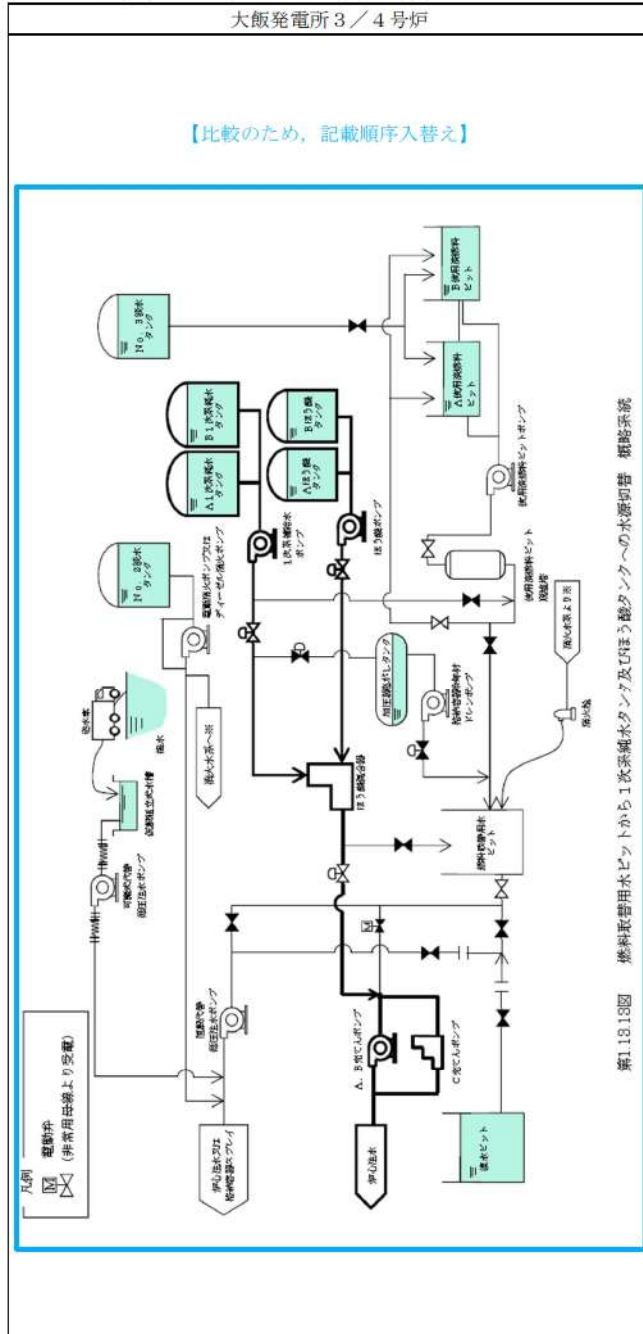 大飯発電所3/4号炉
【比較のため,記載順序入替え】
凡例
電動弁
(非常用母線より受電)
M
No.3淡水
タンク
No.2淡水
タンク
A1次系純水
タンク
B1次系純水
タンク
Aほう酸
タンク
Bほう酸
タンク
1次系補給水
ポンプ
ほう酸ポンプ
電動消火ポンプ又は
ディーゼル消火ポンプ
消火水系へ※
送水車
海水
仮設組立式水槽
可搬式代替
低圧注水ポンプ
恒設代替
低圧注水ポンプ
炉心注水又は
格納容器スプレイ
炉心注水
M
A,B充てんポンプ
C充てんポンプ
ほう酸混合器
加圧器逃がしタンク
格納容器冷却材
ドレンポンプ
燃料取替用水
ピット
A使用済燃料
ピット
B使用済燃料
ピット
使用済燃料ピットポンプ
使用済燃料ピット
脱塩塔
消火水系より※
消火栓
復水ピット
第1.13.13図 燃料取替用水ピットから1次系純水タンク及びほう酸タンクへの水源切替 概略系統